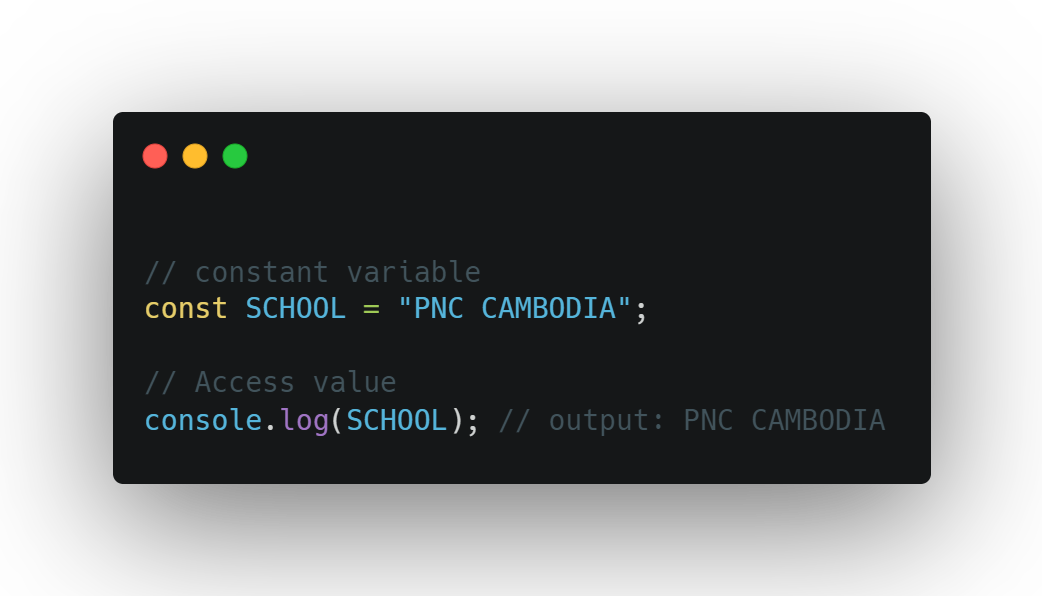 // constant variable
const SCHOOL = "PNC CAMBODIA";
// Access value
console.log(SCHOOL); // output: PNC CAMBODIA